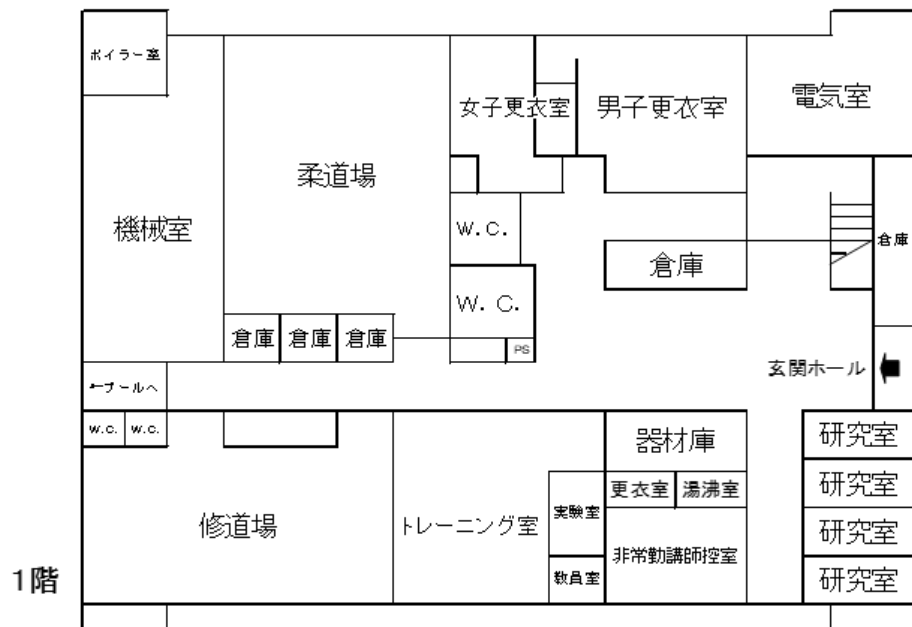 ボイラー室
女子更衣室
男子更衣室
電気室
柔道場
機械室
W.C.
倉庫
倉庫
W. C.
倉庫
倉庫
倉庫
PS
玄関ホール
←プールへ
W.C.
W.C.
器材庫
研究室
更衣室
湯沸室
研究室
実験室
修道場
トレーニング室
研究室
非常勤講師控室
教員室
研究室
1階